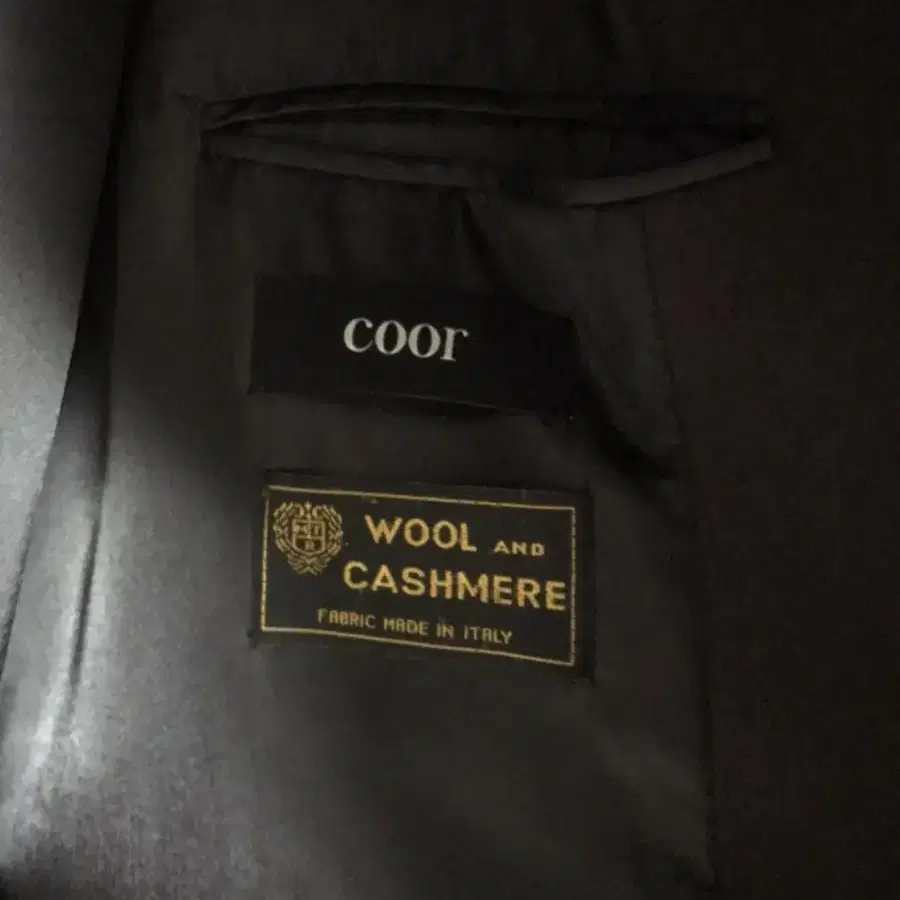 coor
WOOL AND
CASHMERE
FABRIC MADE IN ITALY